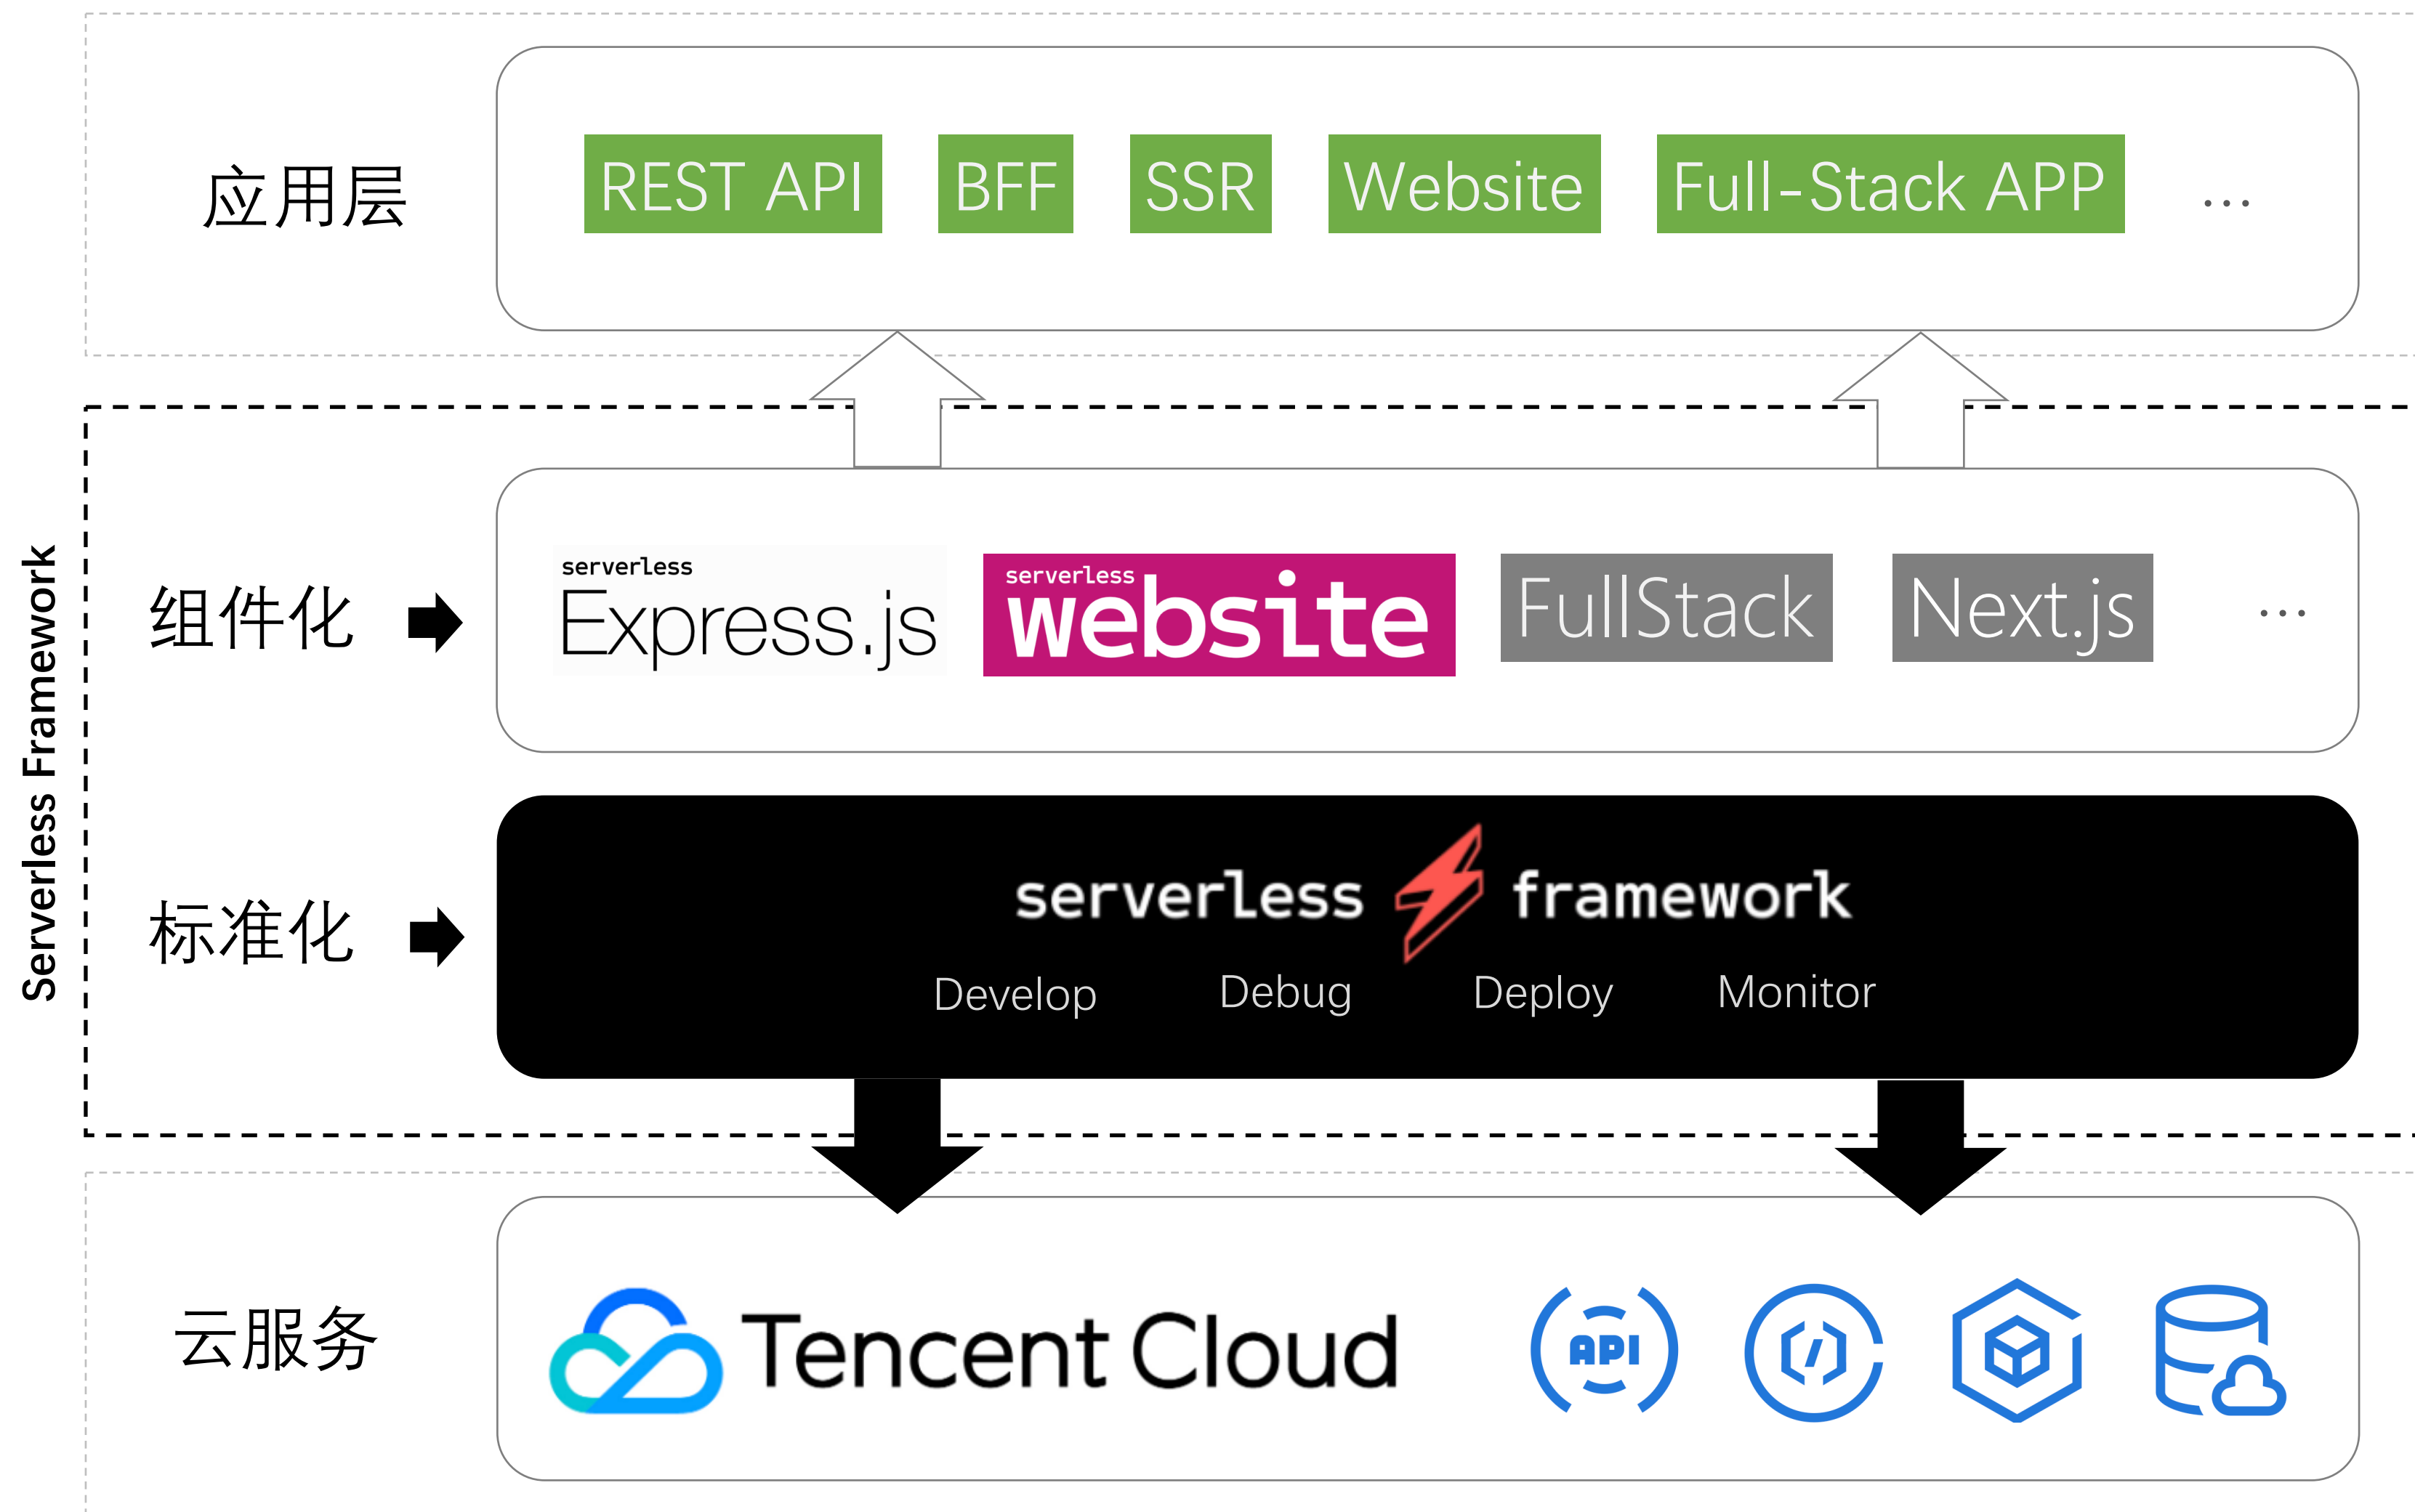 应用层
REST API
BFF
SSR
Website
Full-Stack APP
...
Serverless Framework
组件化
serverless
Express.js
serverless
website
FullStack
Next.js
...
标准化
serverless framework
Develop
Debug
Deploy
Monitor
云服务
Tencent Cloud
API